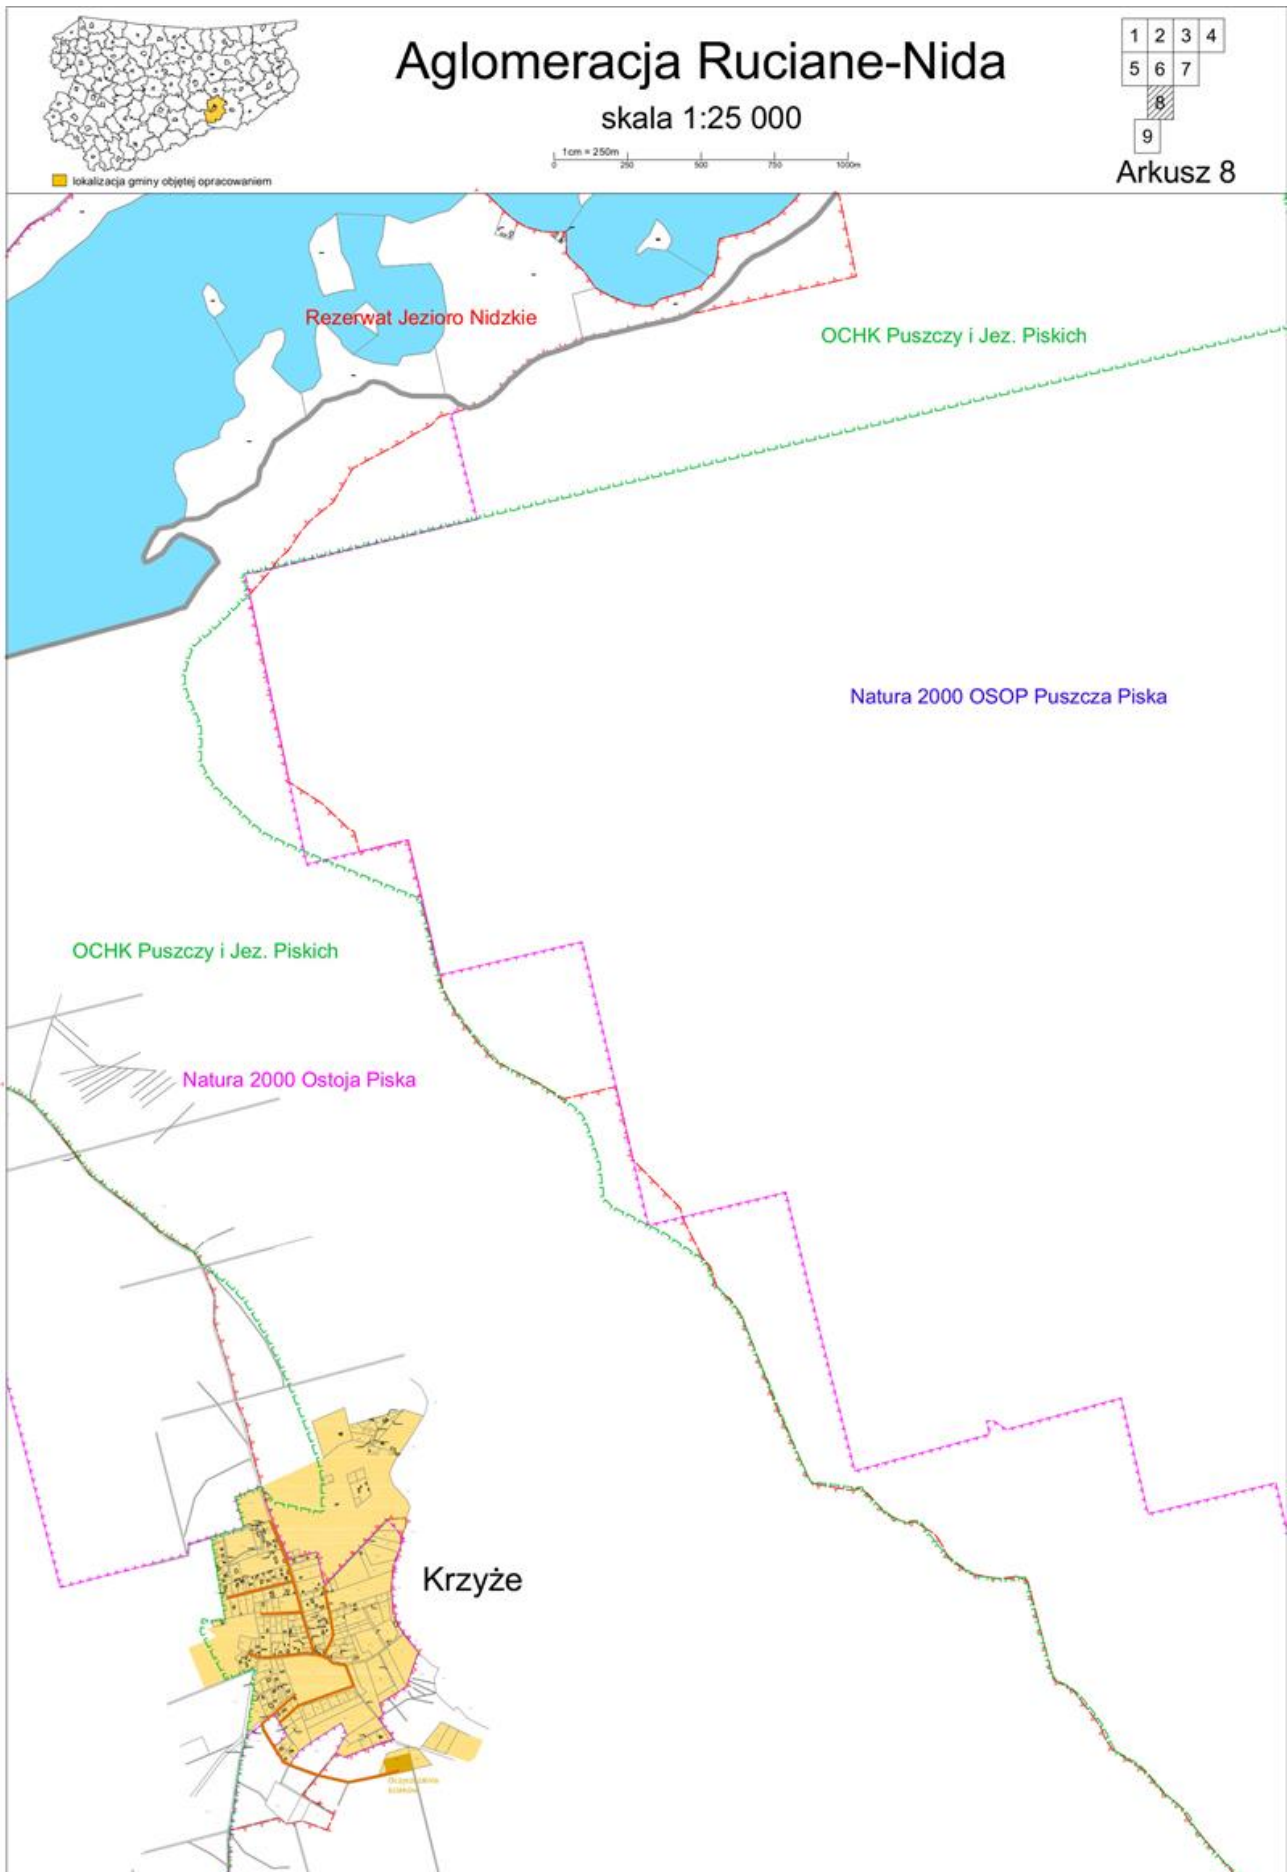 Aglomeracja Ruciane-Nida
skala 1:25 000
1cm = 250m
0 250 500 750 1000m
1 2 3 4
5 6 7
8
9
Arkusz 8
lokalizacja gminy objętej opracowaniem
Rezerwat Jezioro Nidzkie
OCHK Puszczy i Jez. Piskich
Natura 2000 OSOP Puszcza Piska
OCHK Puszczy i Jez. Piskich
Natura 2000 Ostoja Piska
Krzyże